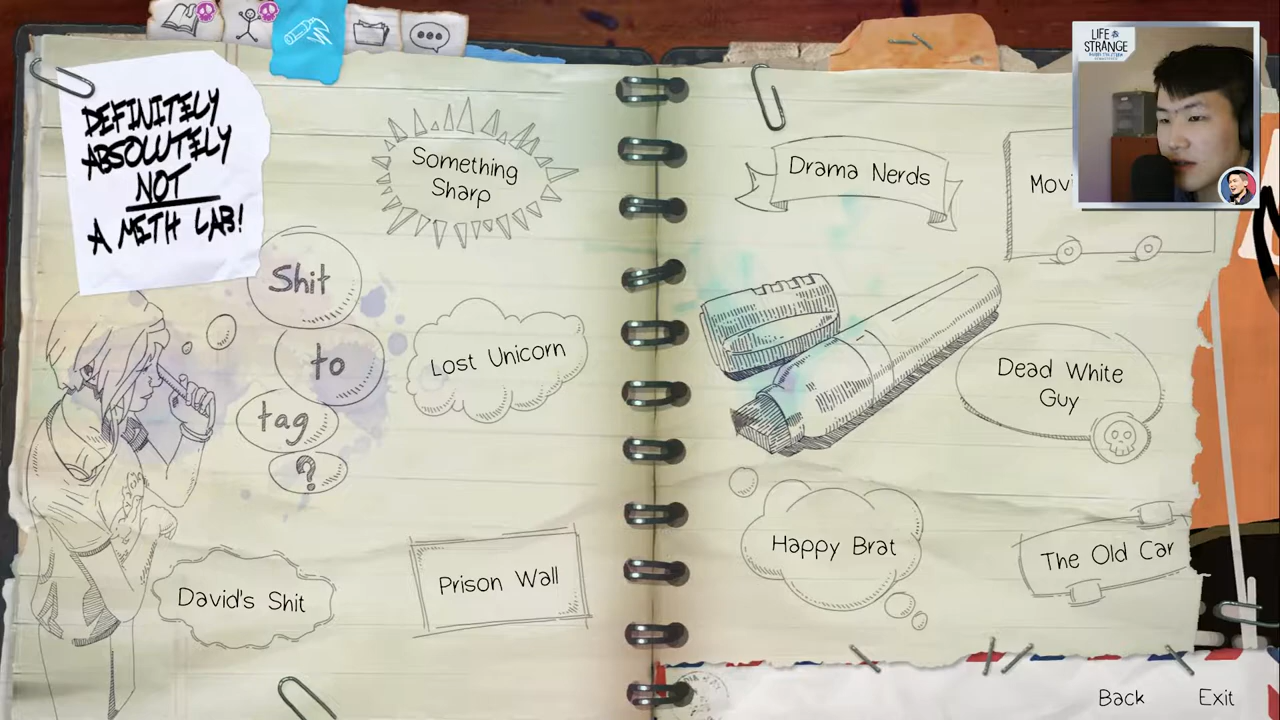 DEFINITELY
ABSOLUTELY
NOT
A METH LAB!
Something
Sharp
Shit
to
tag
?
Lost Unicorn
David's Shit
Prison Wall
Drama Nerds
Dead White
Guy
Happy Brat
The Old Car
LIFE IS
STRANGE
Back
Exit